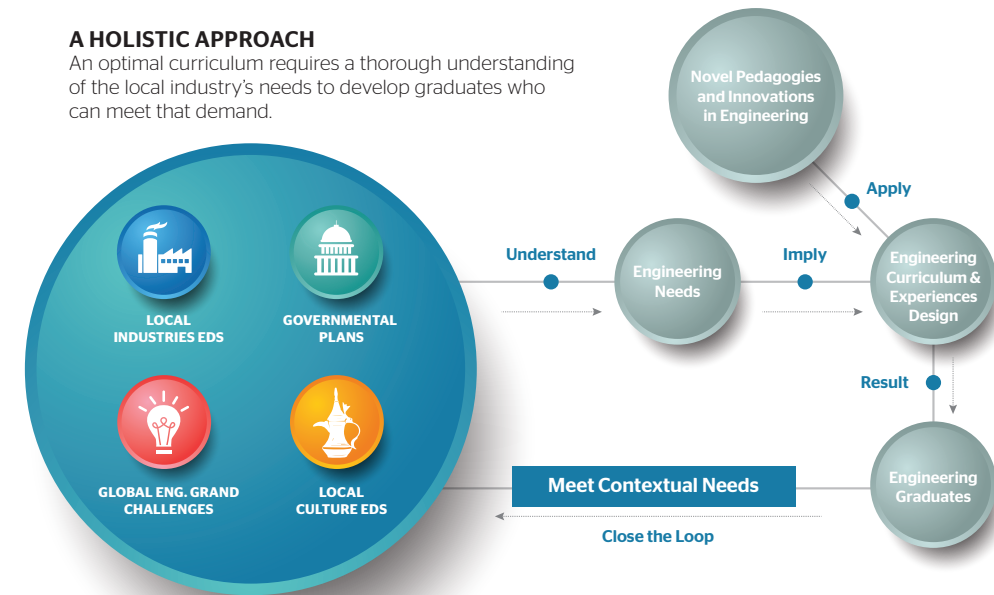 A HOLISTIC APPROACH
An optimal curriculum requires a thorough understanding
of the local industry's needs to develop graduates who
can meet that demand.
Novel Pedagogies
and Innovations
in Engineering
Apply
Understand
Engineering
Needs
Imply
Engineering
Curriculum &
Experiences
Design
LOCAL
INDUSTRIES EDS
GOVERNMENTAL
PLANS
Result
GLOBAL ENG. GRAND
CHALLENGES
LOCAL
CULTURE EDS
Meet Contextual Needs
Engineering
Graduates
Close the Loop